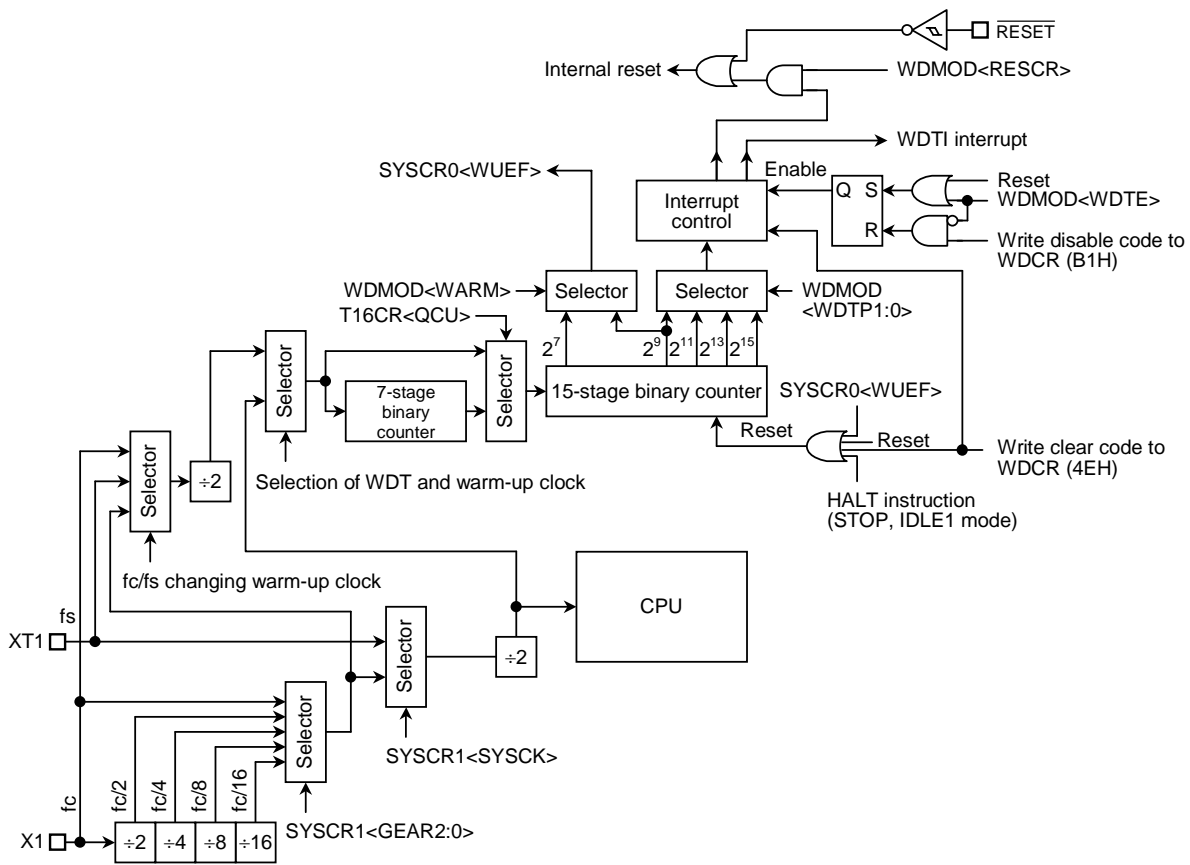 RESET
Internal reset
WDMOD<RESCR>
WDTI interrupt
SYSCR0<WUEF>
Enable
Interrupt
control
Q S
R
Reset
WDMOD<WDTE>
Write disable code to
WDCR (B1H)
WDMOD<WARM>
Selector
Selector
WDMOD
<WDTP1:0>
T16CR<QCU>
2^7
2^9 2^11 2^13 2^15
Selector
Selector
7-stage
binary
counter
15-stage binary counter
SYSCR0<WUEF>
Reset
Reset
Write clear code to
WDCR (4EH)
HALT instruction
(STOP, IDLE1 mode)
Selector
÷2
Selection of WDT and warm-up clock
fc/fs changing warm-up clock
CPU
fs
XT1
Selector
÷2
Selector
SYSCR1<SYSCK>
fc
fc/2
fc/4
fc/8
fc/16
SYSCR1<GEAR2:0>
X1
÷2 ÷4 ÷8 ÷16